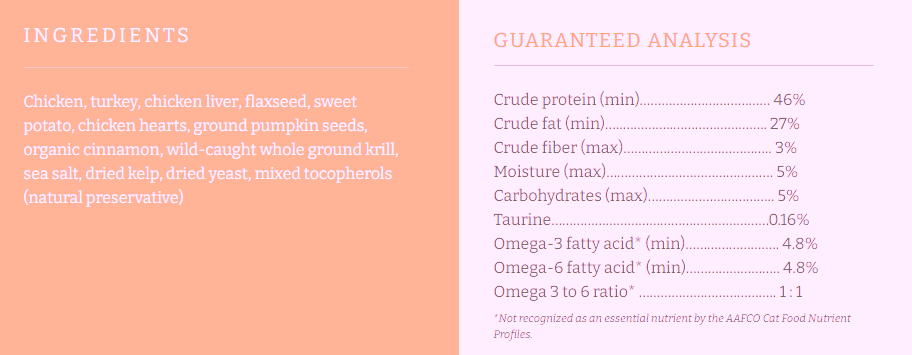 INGREDIENTS
Chicken, turkey, chicken liver, flaxseed, sweet
potato, chicken hearts, ground pumpkin seeds,
organic cinnamon, wild-caught whole ground krill,
sea salt, dried kelp, dried yeast, mixed tocopherols
(natural preservative)
GUARANTEED ANALYSIS
Crude protein (min).................................... 46%
Crude fat (min)............................................. 27%
Crude fiber (max)......................................... 3%
Moisture (max).............................................. 5%
Carbohydrates (max)................................... 5%
Taurine............................................................0.16%
Omega-3 fatty acid* (min).......................... 4.8%
Omega-6 fatty acid* (min).......................... 4.8%
Omega 3 to 6 ratio* ...................................... 1 : 1
*Not recognized as an essential nutrient by the AAFCO Cat Food Nutrient
Profiles.